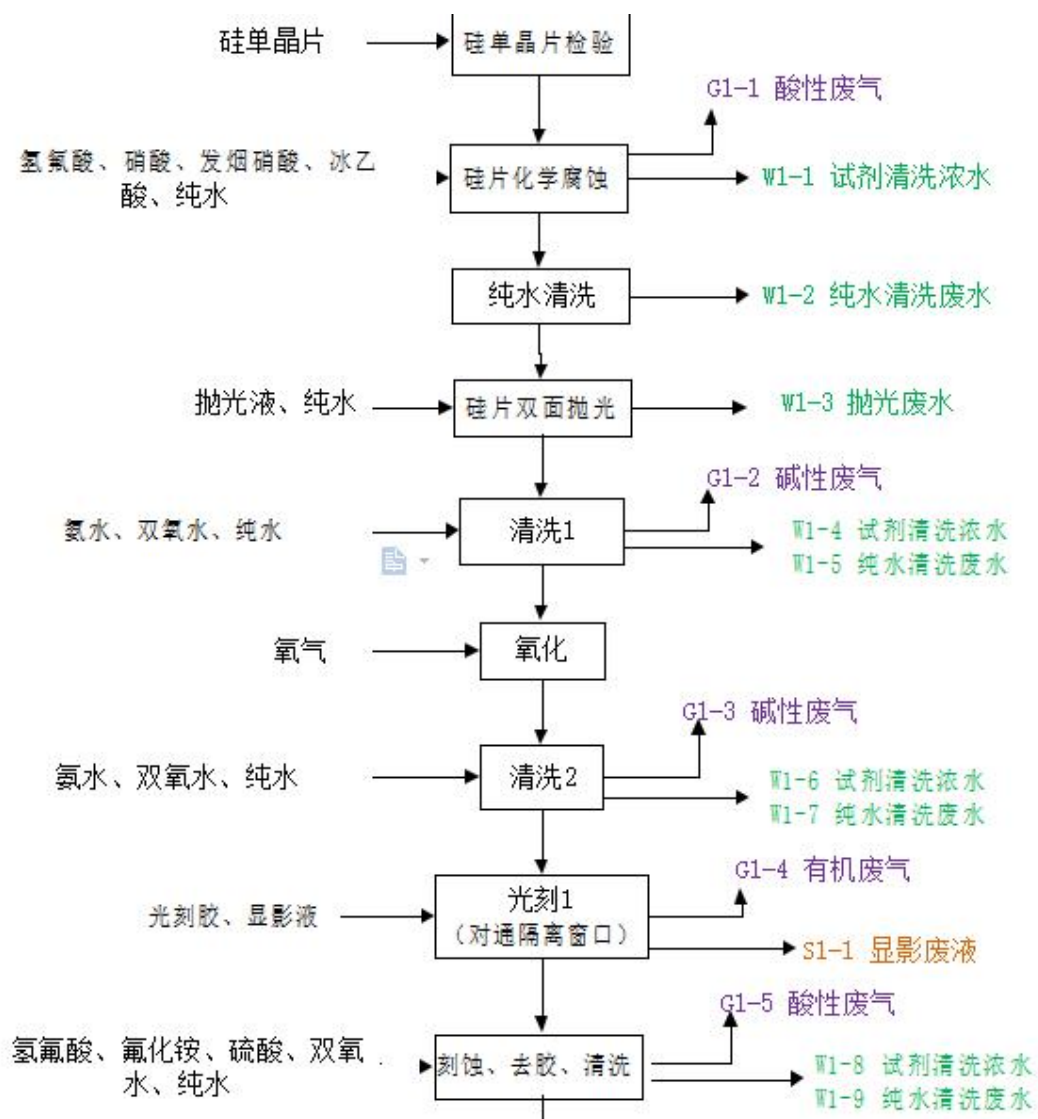 硅单晶片
硅单晶片检验
G1-1 酸性废气
氢氟酸、硝酸、发烟硝酸、冰乙
酸、纯水
硅片化学腐蚀
W1-1 试剂清洗浓水
纯水清洗
W1-2 纯水清洗废水
抛光液、纯水
硅片双面抛光
W1-3 抛光废水
G1-2 碱性废气
氨水、双氧水、纯水
清洗1
W1-4 试剂清洗浓水
W1-5 纯水清洗废水
氧气
氧化
G1-3 碱性废气
氨水、双氧水、纯水
清洗2
W1-6 试剂清洗浓水
W1-7 纯水清洗废水
G1-4 有机废气
光刻胶、显影液
光刻1
（对通隔离窗口）
S1-1 显影废液
G1-5 酸性废气
氢氟酸、氟化铵、硫酸、双氧
水、纯水
刻蚀、去胶、清洗
W1-8 试剂清洗浓水
W1-9 纯水清洗废水